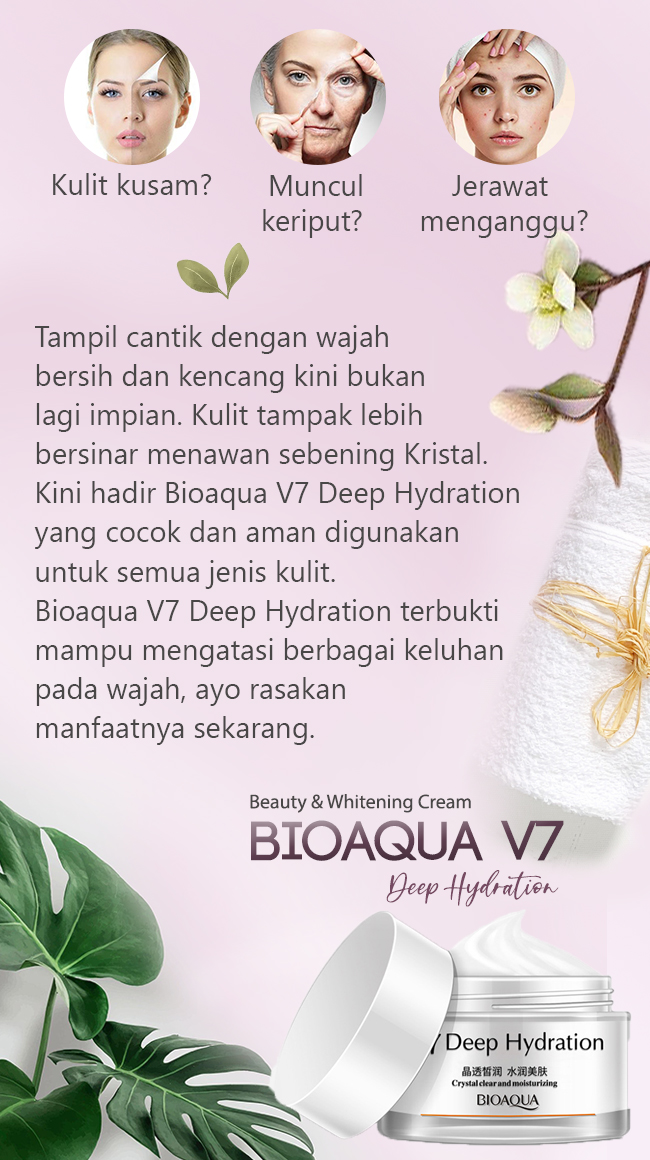 Kulit kusam?
Muncul
keriput?
Jerawat
menganggu?
Tampil cantik dengan wajah
bersih dan kencang kini bukan
lagi impian. Kulit tampak lebih
bersinar menawan sebening Kristal.
Kini hadir Bioaqua V7 Deep Hydration
yang cocok dan aman digunakan
untuk semua jenis kulit.
Bioaqua V7 Deep Hydration terbukti
mampu mengatasi berbagai keluhan
pada wajah, ayo rasakan
manfaatnya sekarang.
Beauty & Whitening Cream
BIOAQUA V7
Deep Hydration
Deep Hydration
晶透皙润 水润美肤
Crystal clear and moisturizing
BIOAQUA